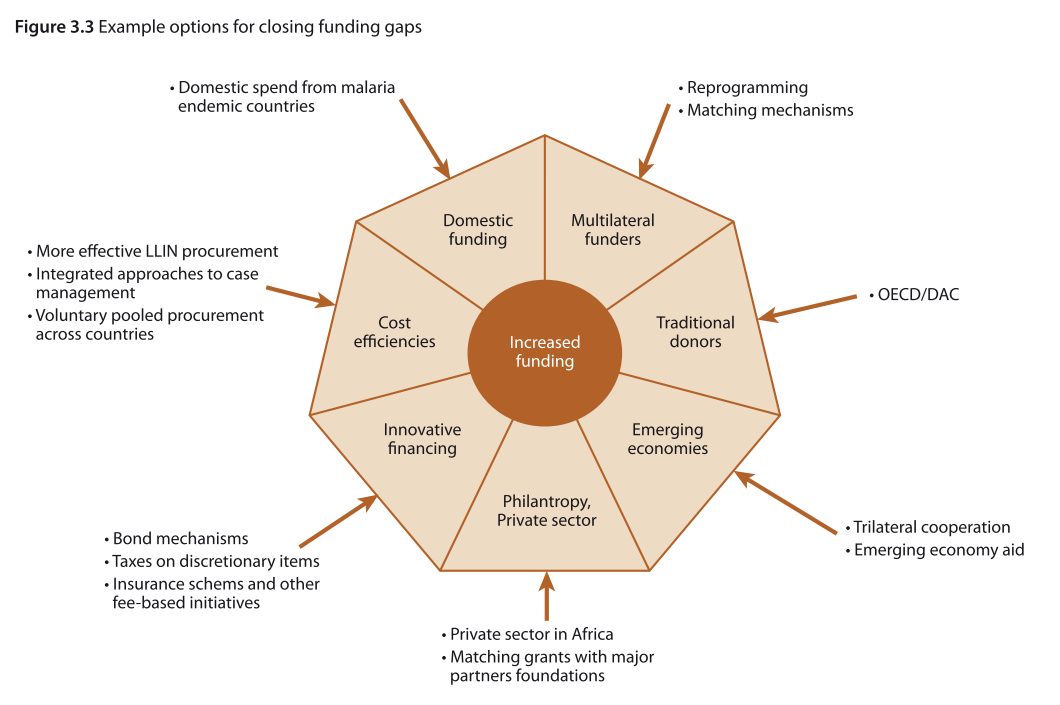 Figure 3.3 Example options for closing funding gaps
• Domestic spend from malaria
endemic countries
• Reprogramming
• Matching mechanisms
Domestic
funding
Multilateral
funders
• More effective LLIN procurement
• Integrated approaches to case
management
• Voluntary pooled procurement
across countries
• OECD/DAC
Cost
efficiencies
Increased
funding
Traditional
donors
Innovative
financing
Emerging
economies
Philantropy,
Private sector
• Bond mechanisms
• Taxes on discretionary items
• Insurance schems and other
fee-based initiatives
• Trilateral cooperation
• Emerging economy aid
• Private sector in Africa
• Matching grants with major
partners foundations